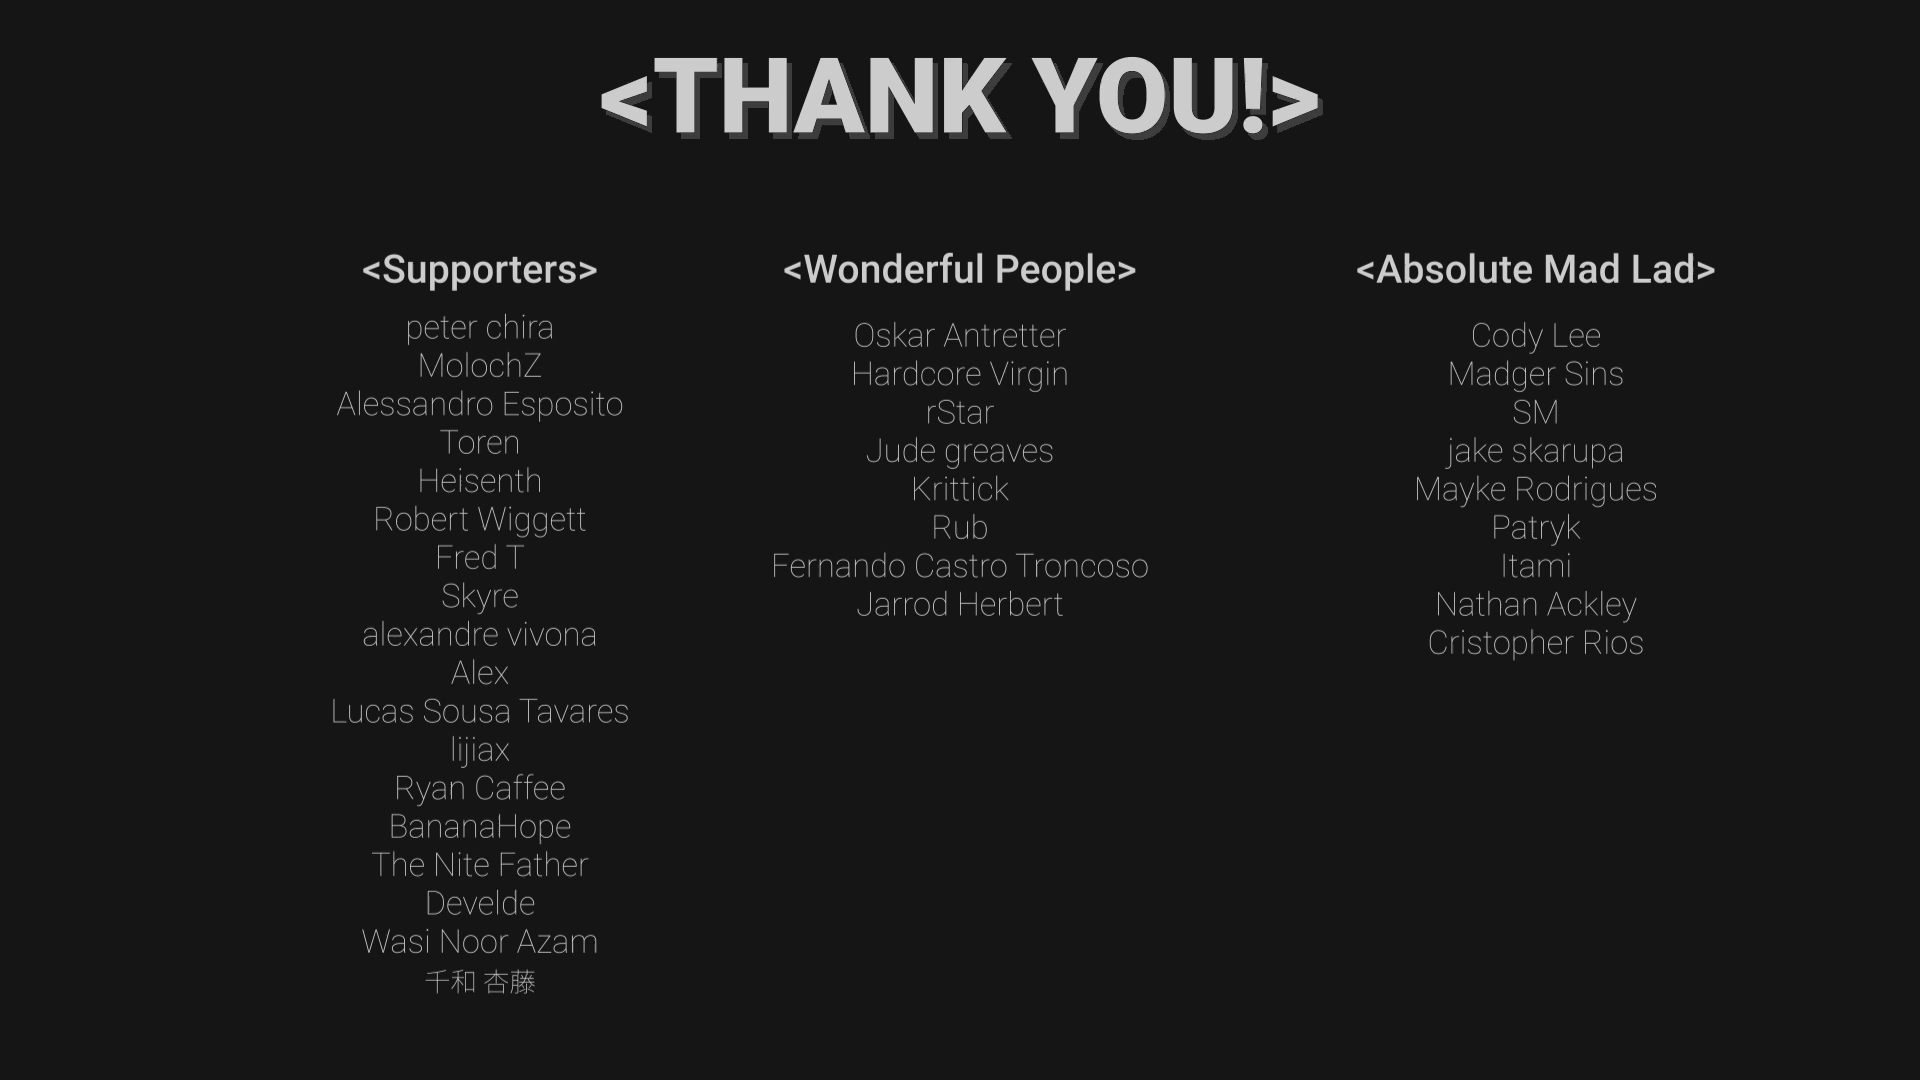 <THANK YOU!>
<Supporters>
peter chira
MolochZ
Alessandro Esposito
Toren
Heisenth
Robert Wiggett
Fred T
Skyre
alexandre vivona
Alex
Lucas Sousa Tavares
lijiax
Ryan Caffee
BananaHope
The Nite Father
Develde
Wasi Noor Azam
千和 杏藤
<Wonderful People>
Oskar Antretter
Hardcore Virgin
rStar
Jude greaves
Krittick
Rub
Fernando Castro Troncoso
Jarrod Herbert
<Absolute Mad Lad>
Cody Lee
Madger Sins
SM
jake skarupa
Mayke Rodrigues
Patryk
Itami
Nathan Ackley
Cristopher Rios